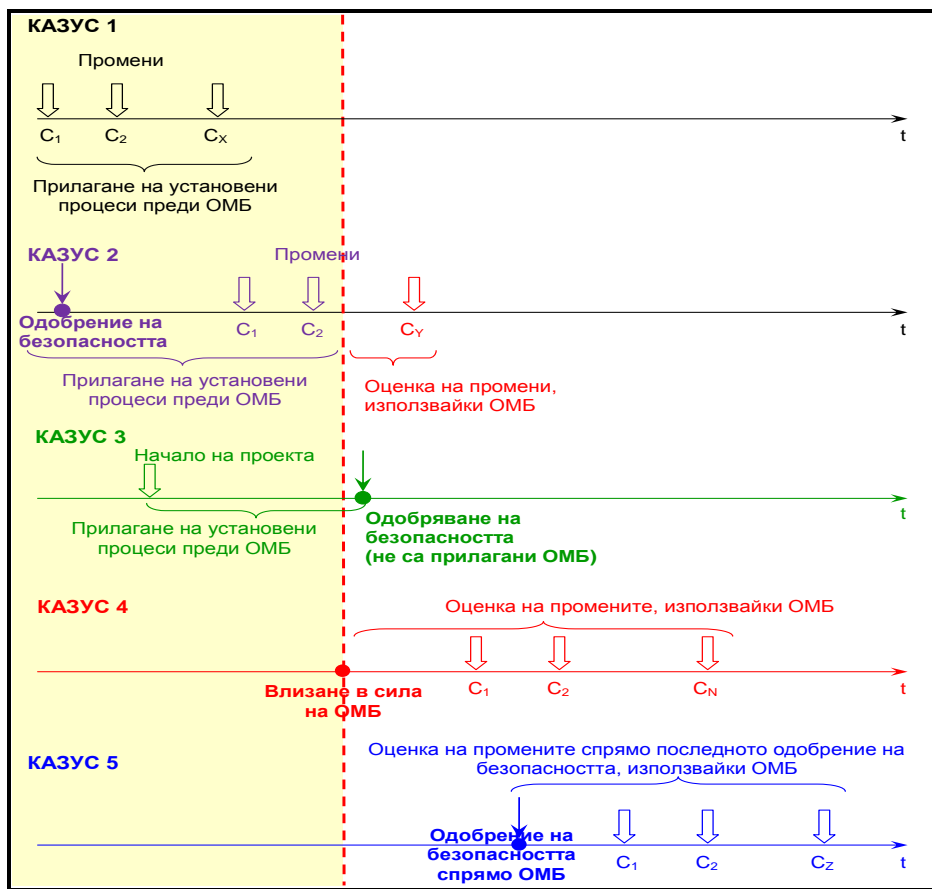 КАЗУС 1
Промени
C1 C2 CX t
Прилагане на установени
процеси преди ОМБ
КАЗУС 2
Промени
Одобрение на
безопасността
C1 C2 CY t
Прилагане на установени
процеси преди ОМБ
Оценка на промени,
използвайки ОМБ
КАЗУС 3
Начало на проекта
t
Прилагане на установени
процеси преди ОМБ
Одобряване на
безопасността
(не са прилагани ОМБ)
КАЗУС 4
Оценка на промените, използвайки ОМБ
Влизане в сила
на ОМБ
C1 C2 CN t
КАЗУС 5
Оценка на промените спрямо последното одобрение на
безопасността, използвайки ОМБ
Одобрение на
безопасността
спрямо ОМБ
C1 C2 CZ t